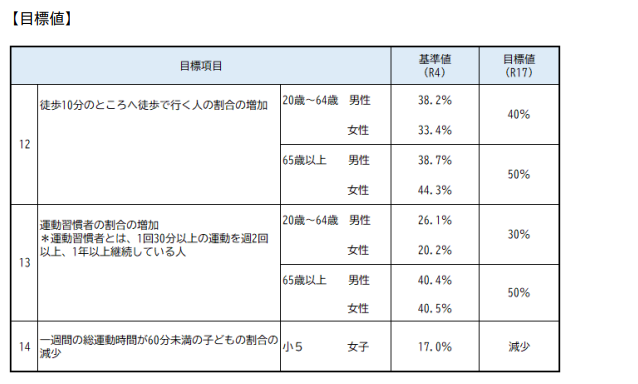 【目標値】
目標項目 基準値 目標値
（R4） （R17）
12 徒歩10分のところへ徒歩で行く人の割合の増加 20歳～64歳 男性 38.2% 40%
女性 33.4%
65歳以上 男性 38.7% 50%
女性 44.3%
13 運動習慣者の割合の増加 20歳～64歳 男性 26.1% 30%
＊運動習慣者とは、1回30分以上の運動を週2回
以上、1年以上継続している人 女性 20.2%
65歳以上 男性 40.4% 50%
女性 40.5%
14 一週間の総運動時間が60分未満の子どもの割合の
減少 小５ 女子 17.0% 減少